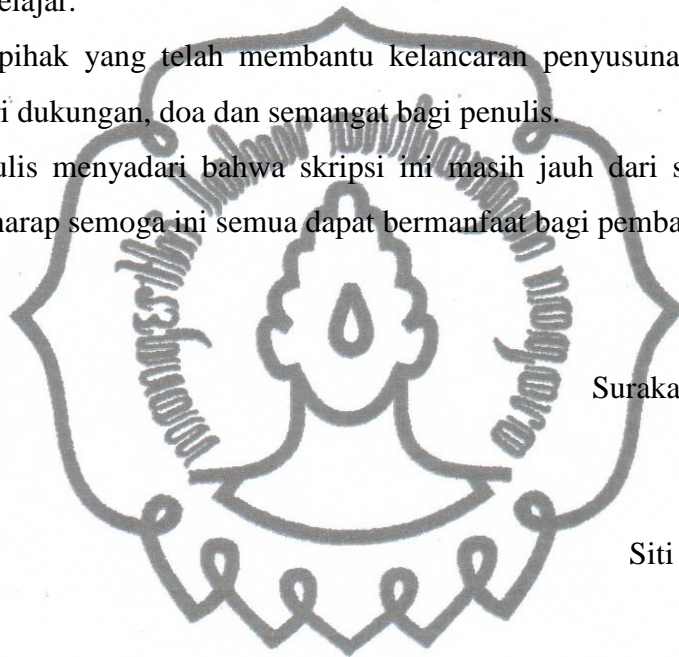 elajar.
pihak yang telah membantu kelancaran penyusuna
ri dukungan, doa dan semangat bagi penulis.
ulis menyadari bahwa skripsi ini masih jauh dari s
harap semoga ini semua dapat bermanfaat bagi pemba
Suraka
Siti